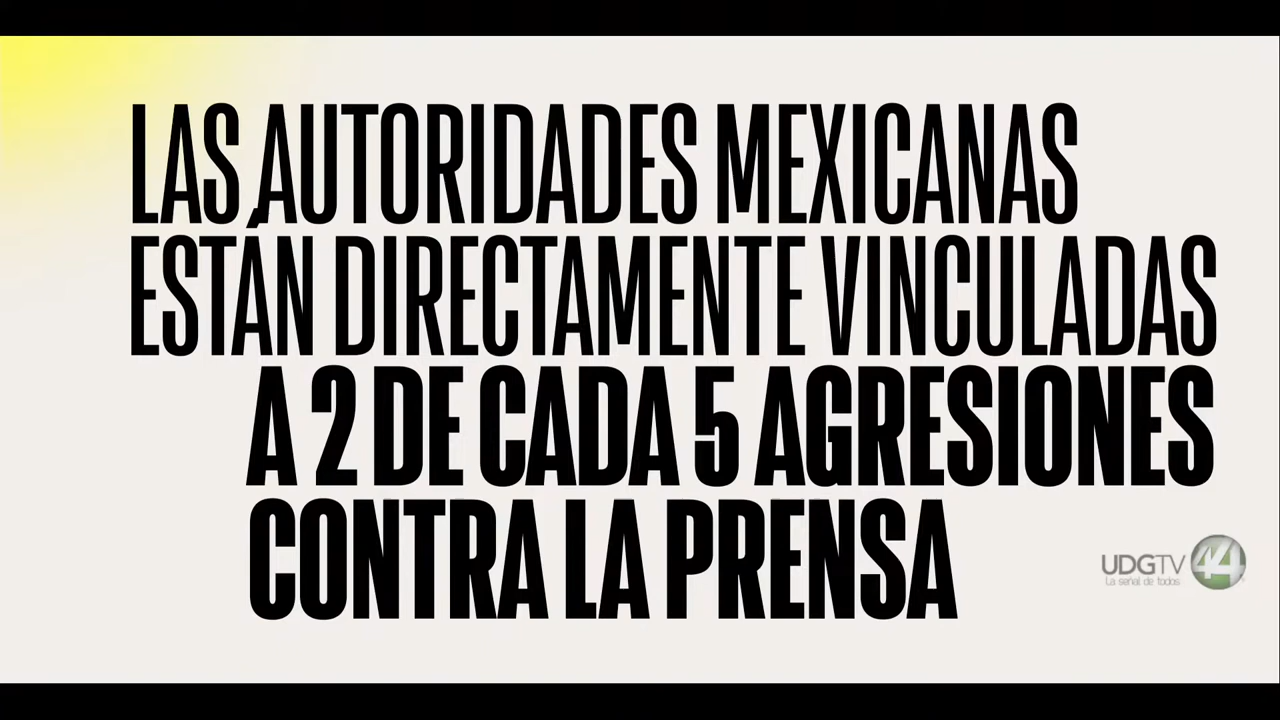 LAS AUTORIDADES MEXICANAS
ESTÁN DIRECTAMENTE VINCULADAS
A 2 DE CADA 5 AGRESIONES
CONTRA LA PRENSA
UDGTV 44
La señal de todos